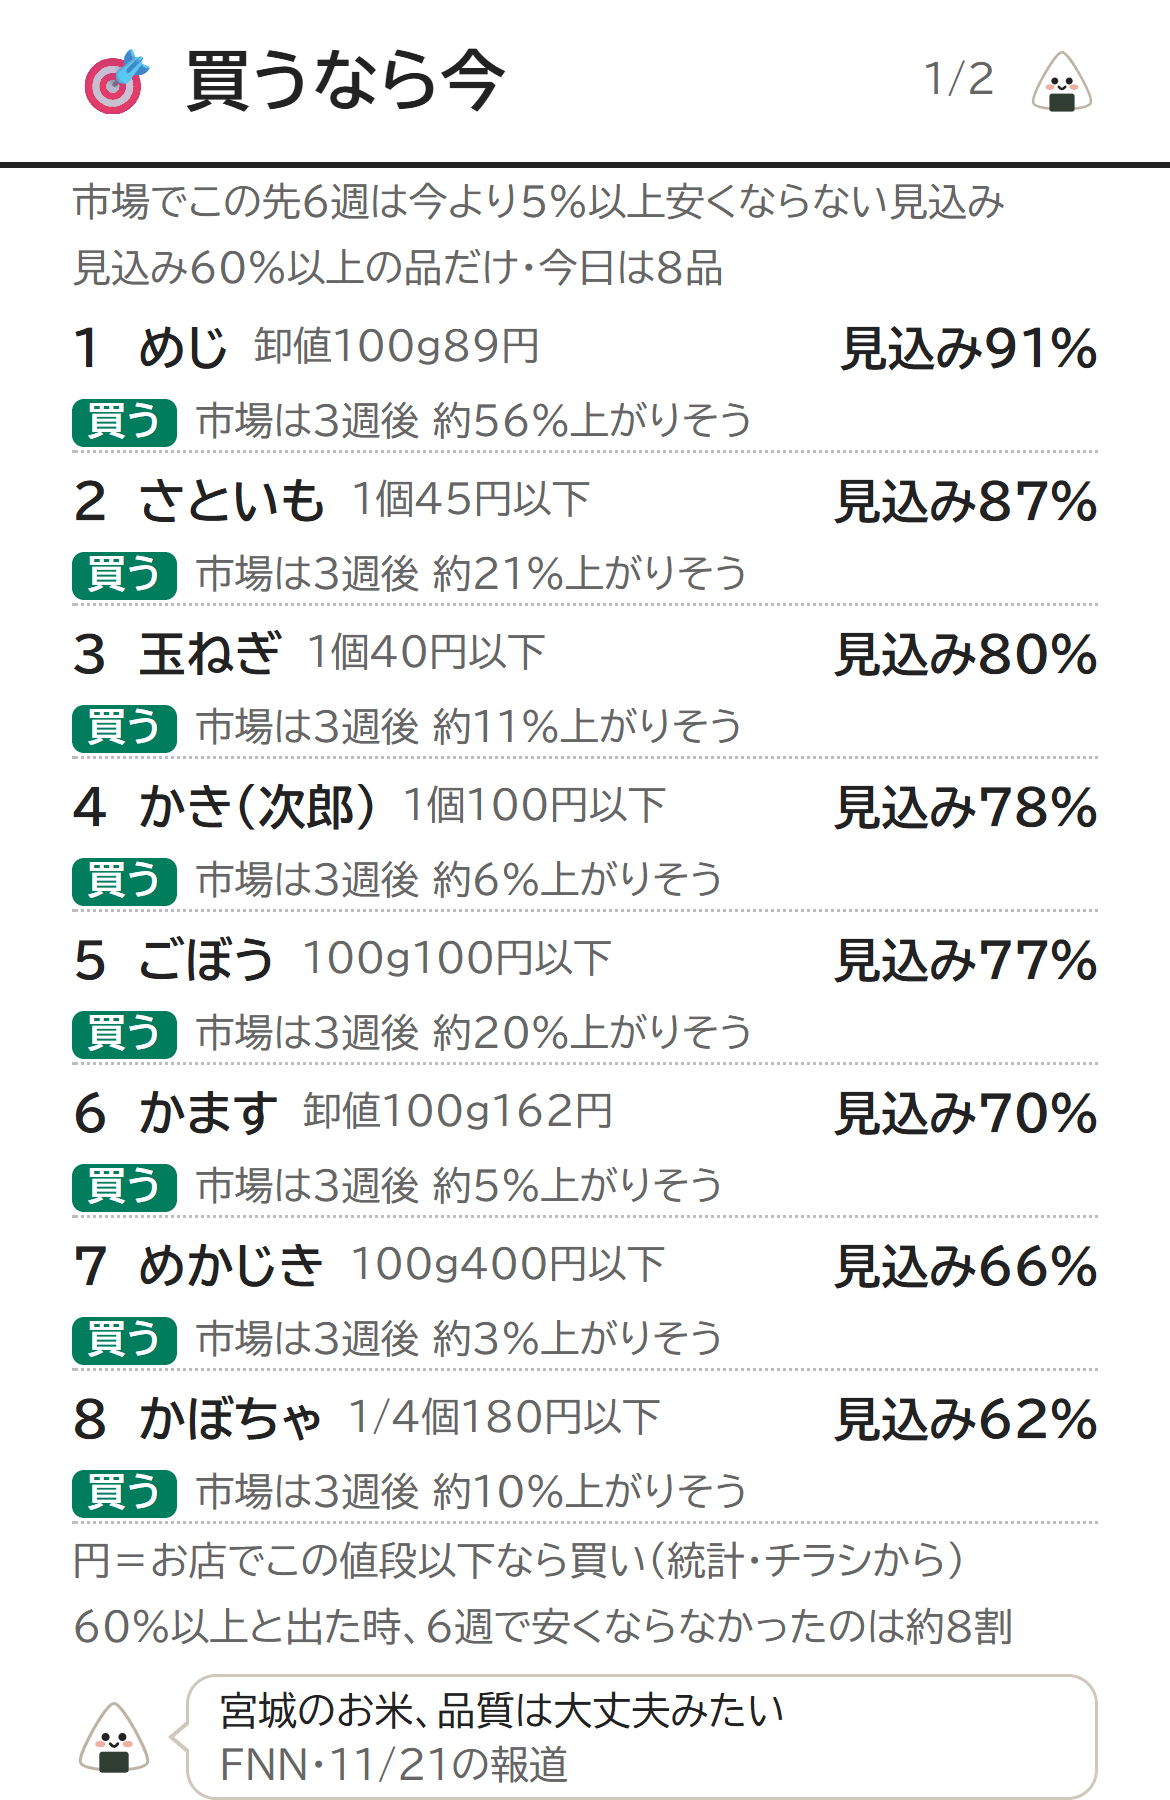 買うなら今
1/2
市場でこの先6週は今より5%以上安くならない見込み
見込み60%以上の品だけ・今日は8品
1 めじ 卸値100g89円 見込み91%
買う 市場は3週後 約56%上がりそう
2 さといも 1個45円以下 見込み87%
買う 市場は3週後 約21%上がりそう
3 玉ねぎ 1個40円以下 見込み80%
買う 市場は3週後 約11%上がりそう
4 かき(次郎) 1個100円以下 見込み78%
買う 市場は3週後 約6%上がりそう
5 ごぼう 100g100円以下 見込み77%
買う 市場は3週後 約20%上がりそう
6 かます 卸値100g162円 見込み70%
買う 市場は3週後 約5%上がりそう
7 めかじき 100g400円以下 見込み66%
買う 市場は3週後 約3%上がりそう
8 かぼちゃ 1/4個180円以下 見込み62%
買う 市場は3週後 約10%上がりそう
円=お店でこの値段以下なら買い(統計・チラシから)
60%以上と出た時、6週で安くならなかったのは約8割
宮城のお米、品質は大丈夫みたい
FNN・11/21の報道